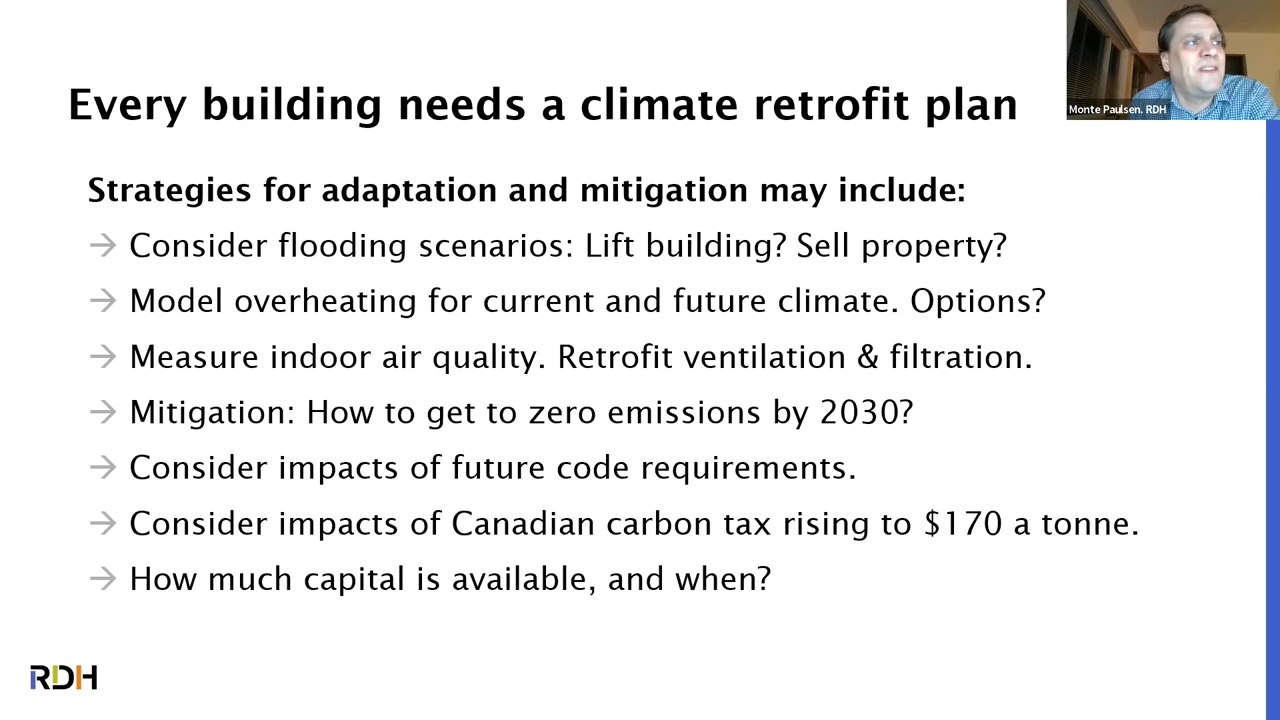 Every building needs a climate retrofit plan
Monte Paulsen. RDH
Strategies for adaptation and mitigation may include:
→ Consider flooding scenarios: Lift building? Sell property?
→ Model overheating for current and future climate. Options?
→ Measure indoor air quality. Retrofit ventilation & filtration.
→ Mitigation: How to get to zero emissions by 2030?
→ Consider impacts of future code requirements.
→ Consider impacts of Canadian carbon tax rising to $170 a tonne.
→ How much capital is available, and when?
RDH